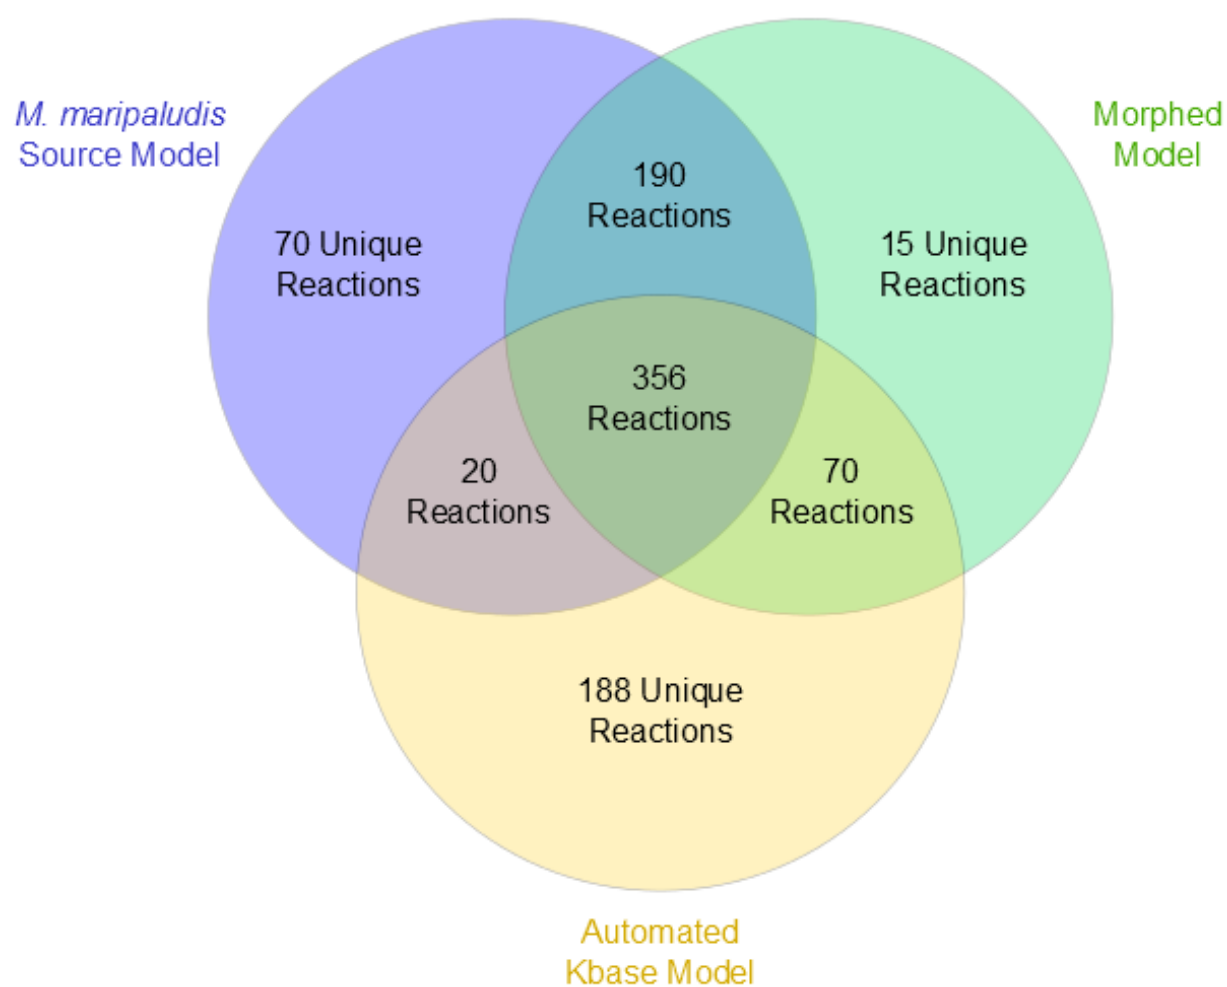 M. maripaludis
Source Model
Morphed
Model
190
Reactions
70 Unique
Reactions
15 Unique
Reactions
356
Reactions
20
Reactions
70
Reactions
188 Unique
Reactions
Automated
Kbase Model